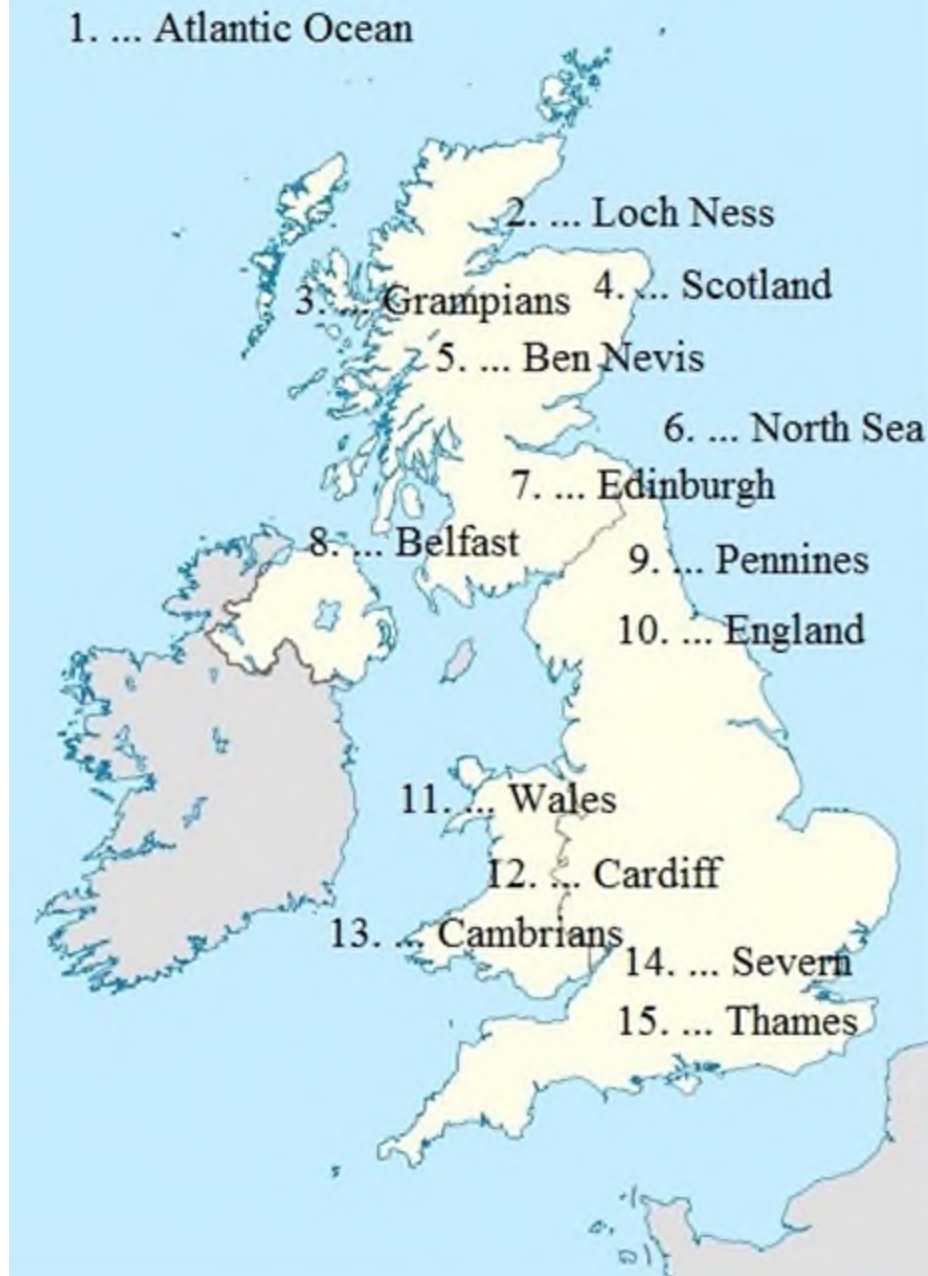 1. ... Atlantic Ocean
2. ... Loch Ness
3. ... Grampians
4. ... Scotland
5. ... Ben Nevis
6. ... North Sea
7. ... Edinburgh
8. ... Belfast
9. ... Pennines
10. ... England
11. ... Wales
12. ... Cardiff
13. ... Cambrians
14. ... Severn
15. ... Thames